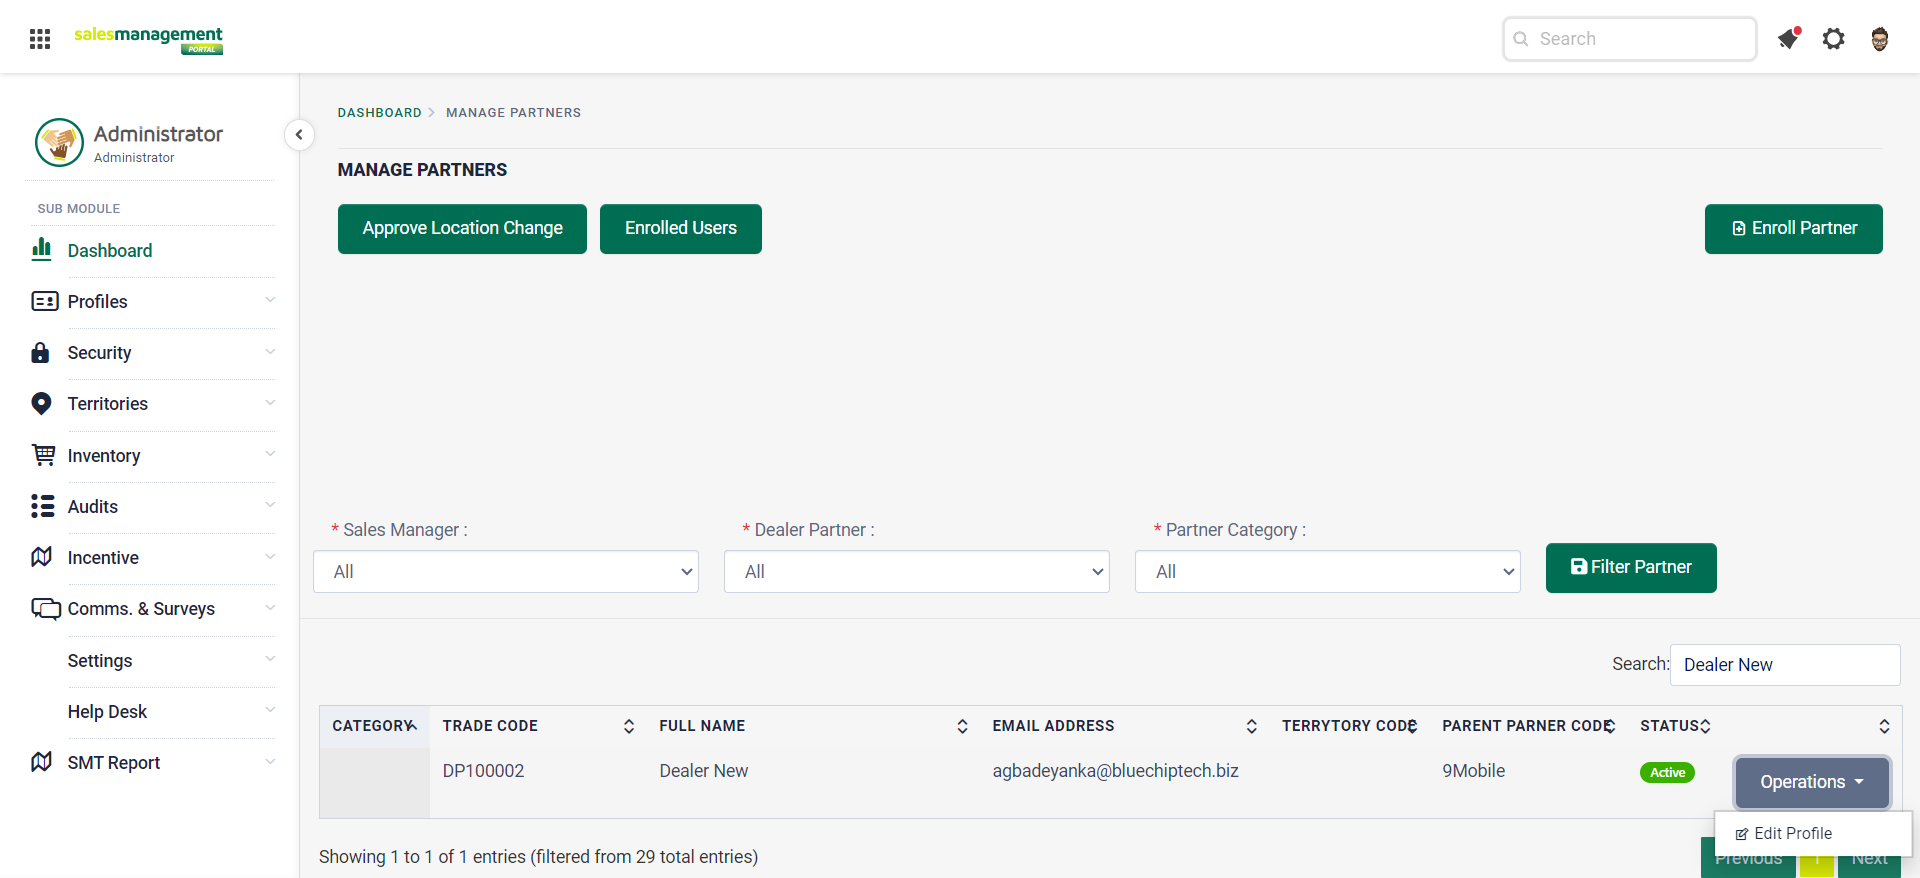 salesmanagement
PORTAL
Search
Administrator
Administrator
SUB MODULE
Dashboard
Profiles
Security
Territories
Inventory
Audits
Incentive
Comms. & Surveys
Settings
Help Desk
SMT Report
DASHBOARD MANAGE PARTNERS
MANAGE PARTNERS
Approve Location Change Enrolled Users Enroll Partner
* Sales Manager : * Dealer Partner : * Partner Category :
All All All Filter Partner
Search: Dealer New
CATEGORY TRADE CODE FULL NAME EMAIL ADDRESS TERRYTORY CODE PARENT PARNER CODE STATUS
DP100002 Dealer New agbadeyanka@bluechiptech.biz 9Mobile Active Operations
Edit Profile
Showing 1 to 1 of 1 entries (filtered from 29 total entries)
Previous 1 Next